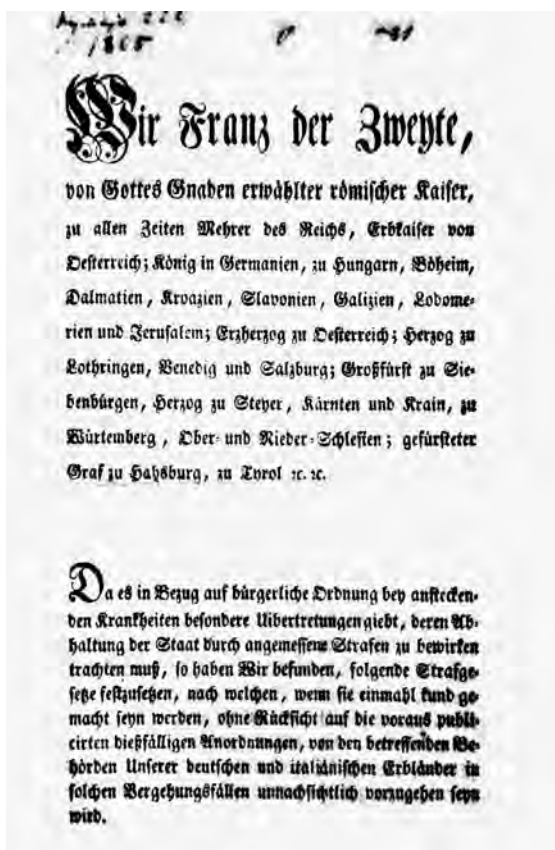 1805
Wir Franz der Zweyte,
von Gottes Gnaden erwählter römischer Kaiser,
zu allen Zeiten Mehrer des Reichs, Erbkaiser von
Oesterreich; König in Germanien, zu Hungarn, Böheim,
Dalmatien, Kroazien, Slavonien, Galizien, Lodome-
rien und Jerusalem; Erzherzog zu Oesterreich; Herzog zu
Lothringen, Venedig und Salzburg; Großfürst zu Sie-
benbürgen, Herzog zu Steyer, Kärnten und Krain, zu
Würtemberg, Ober- und Nieder-Schlesien; gefürsteter
Graf zu Habsburg, zu Tyrol ꝛc. ꝛc.
Da es in Bezug auf bürgerliche Ordnung bey anstecken-
den Krankheiten besondere Uibertretungen giebt, deren Ab-
haltung der Staat durch angemessene Strafen zu bewirken
trachten muß, so haben Wir befunden, folgende Strafge-
setze festzusetzen, nach welchen, wenn sie einmahl kund ge-
macht seyn werden, ohne Rücksicht auf die voraus publi-
cirten dießfälligen Anordnungen, von den betreffenden Be-
hörden Unserer deutschen und italiänischen Erbländer in
solchen Vergehungsfällen unnachsichtlich vorzugehen seyn
wird.